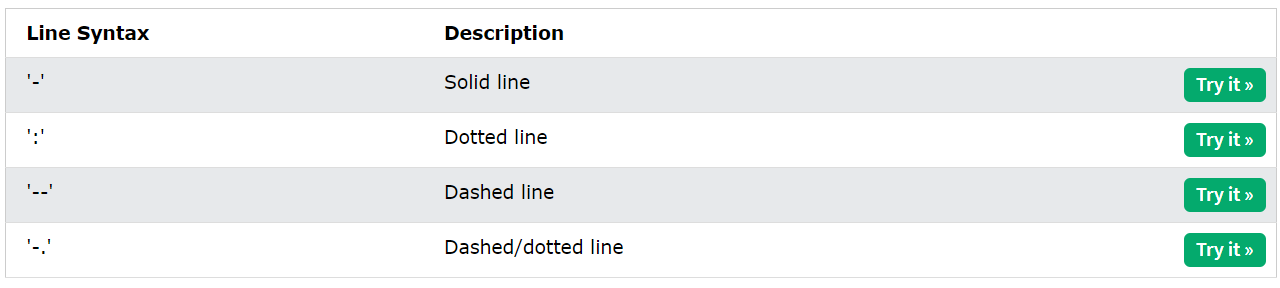 Line Syntax Description
'-' Solid line Try it »
':' Dotted line Try it »
'--' Dashed line Try it »
'-.' Dashed/dotted line Try it »